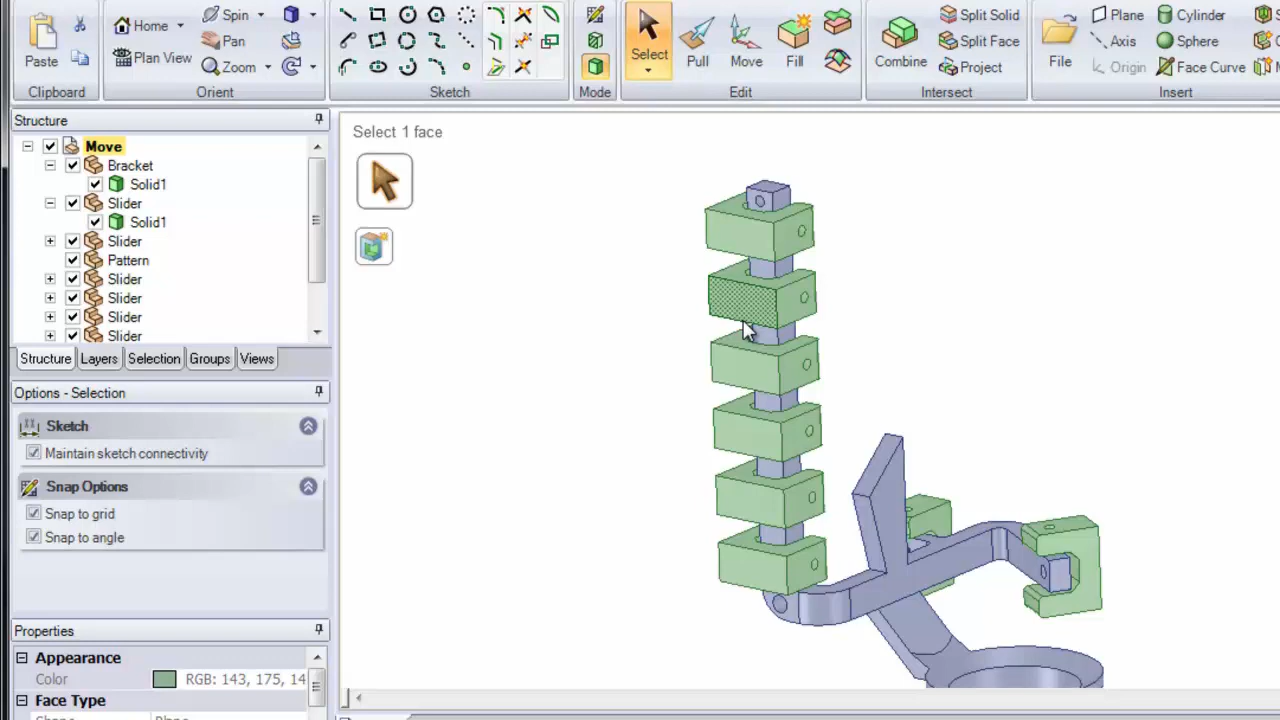 Home Spin
Pan
Plan View Zoom
Paste
Clipboard Orient Sketch Mode Edit Intersect Insert
Select Pull Move Fill
Combine Split Solid
Split Face
Project
File Plane Cylinder
Axis Sphere
Origin Face Curve
Structure
Move
Bracket
Solid1
Slider
Solid1
Slider
Pattern
Slider
Slider
Slider
Slider
Structure Layers Selection Groups Views
Options - Selection
Sketch
Maintain sketch connectivity
Snap Options
Snap to grid
Snap to angle
Properties
Appearance
Color RGB: 143, 175, 14
Face Type
Select 1 face